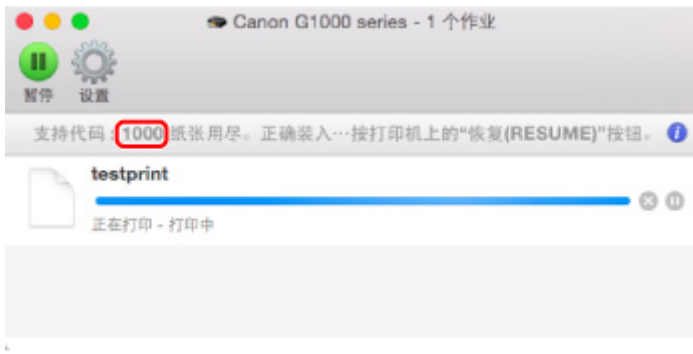 Canon G1000 series - 1 个作业
暂停 设置
支持代码：1000 纸张用尽。正确装入…按打印机上的“恢复(RESUME)”按钮。
testprint
正在打印 - 打印中